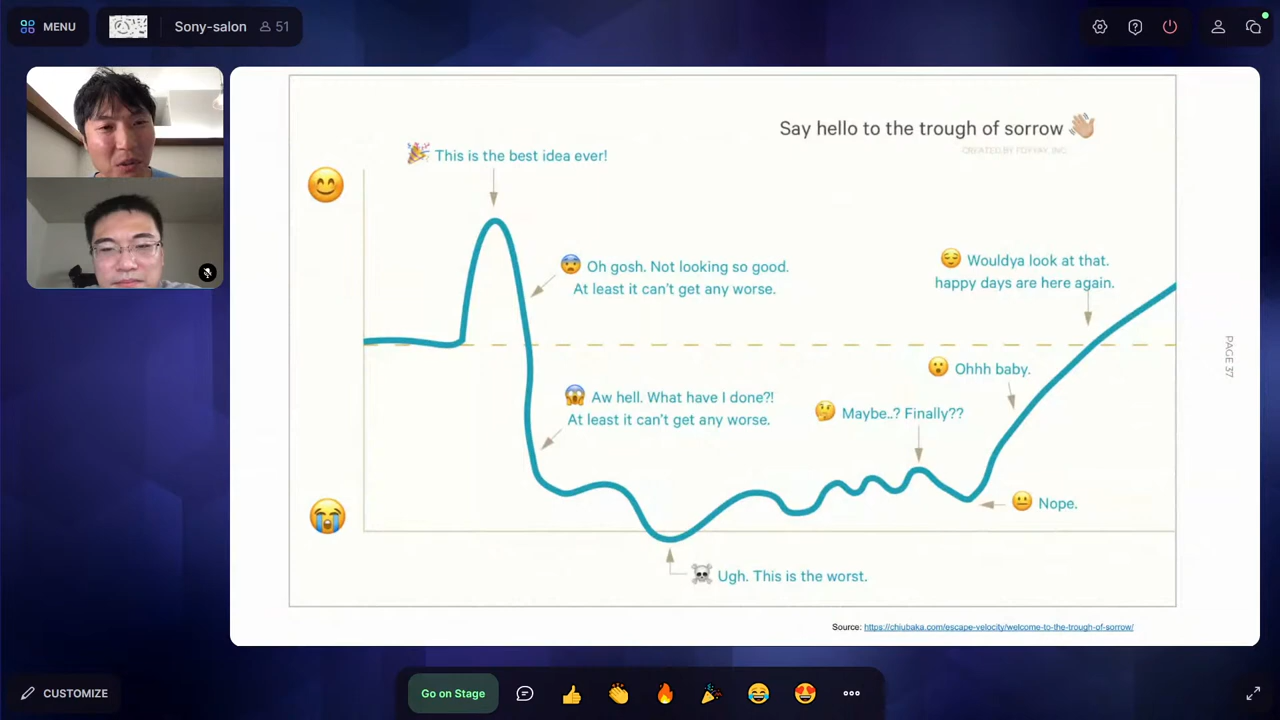 MENU
Sony-salon
51
Say hello to the trough of sorrow
This is the best idea ever!
Oh gosh. Not looking so good.
At least it can't get any worse.
Wouldya look at that.
happy days are here again.
Ohhh baby.
Aw hell. What have I done?!
At least it can't get any worse.
Maybe..? Finally??
Nope.
Ugh. This is the worst.
PAGE 37
Source: https://chiubaka.com/escape-velocity/welcome-to-the-trough-of-sorrow/
CUSTOMIZE
Go on Stage